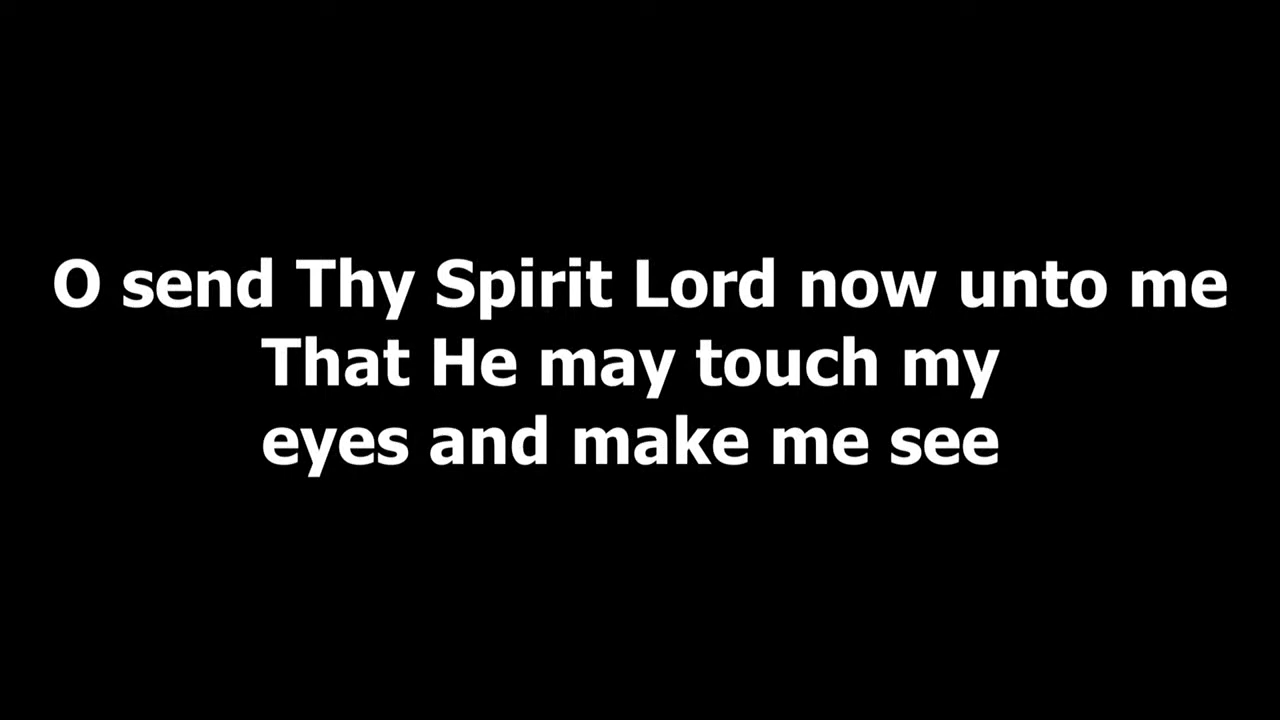 O send Thy Spirit Lord now unto me
That He may touch my
eyes and make me see